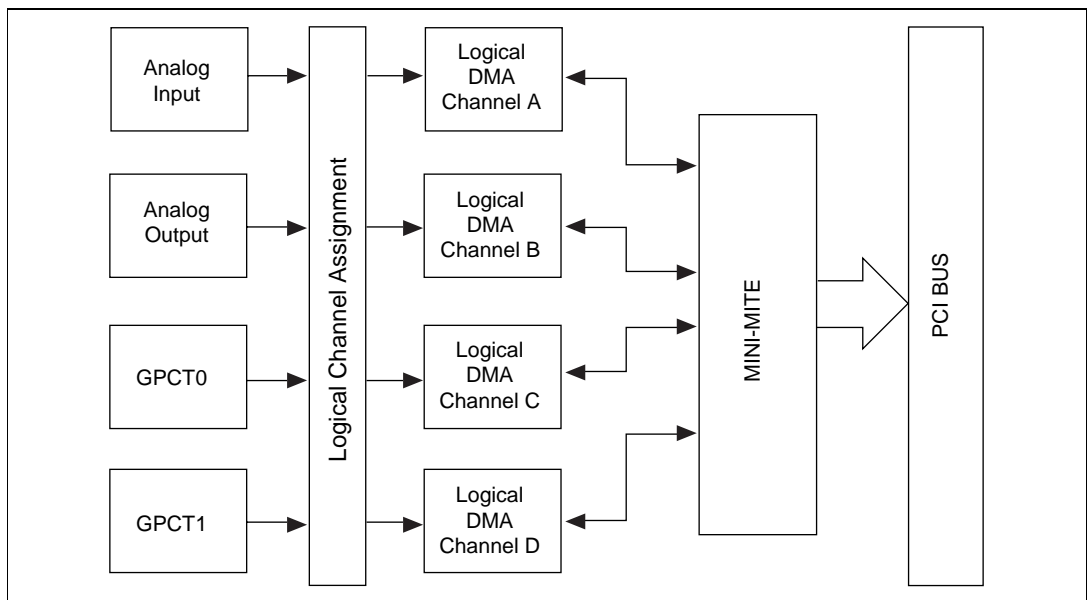 Analog
Input
Analog
Output
GPCT0
GPCT1
Logical Channel Assignment
Logical
DMA
Channel A
Logical
DMA
Channel B
Logical
DMA
Channel C
Logical
DMA
Channel D
MINI-MITE
PCI BUS